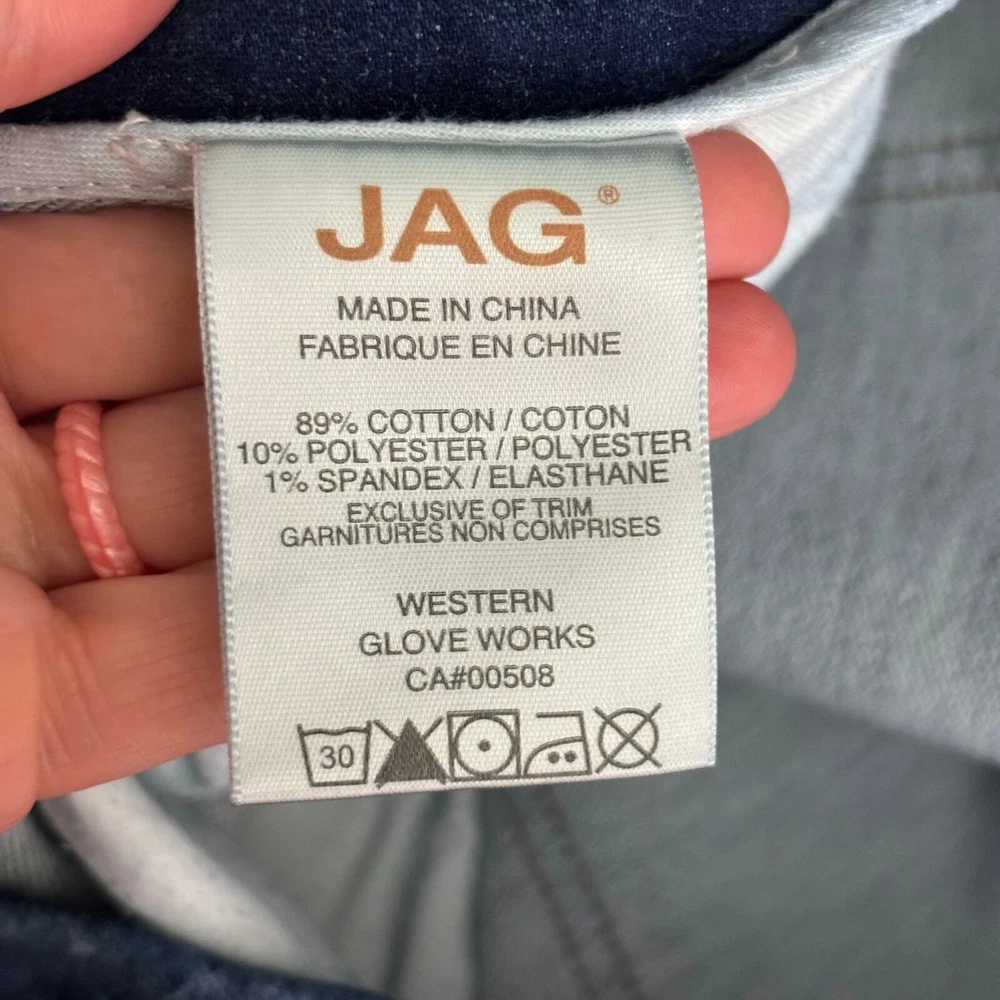 JAG®
MADE IN CHINA
FABRIQUE EN CHINE
89% COTTON / COTON
10% POLYESTER / POLYESTER
1% SPANDEX / ELASTHANE
EXCLUSIVE OF TRIM
GARNITURES NON COMPRISES
WESTERN
GLOVE WORKS
CA#00508
30